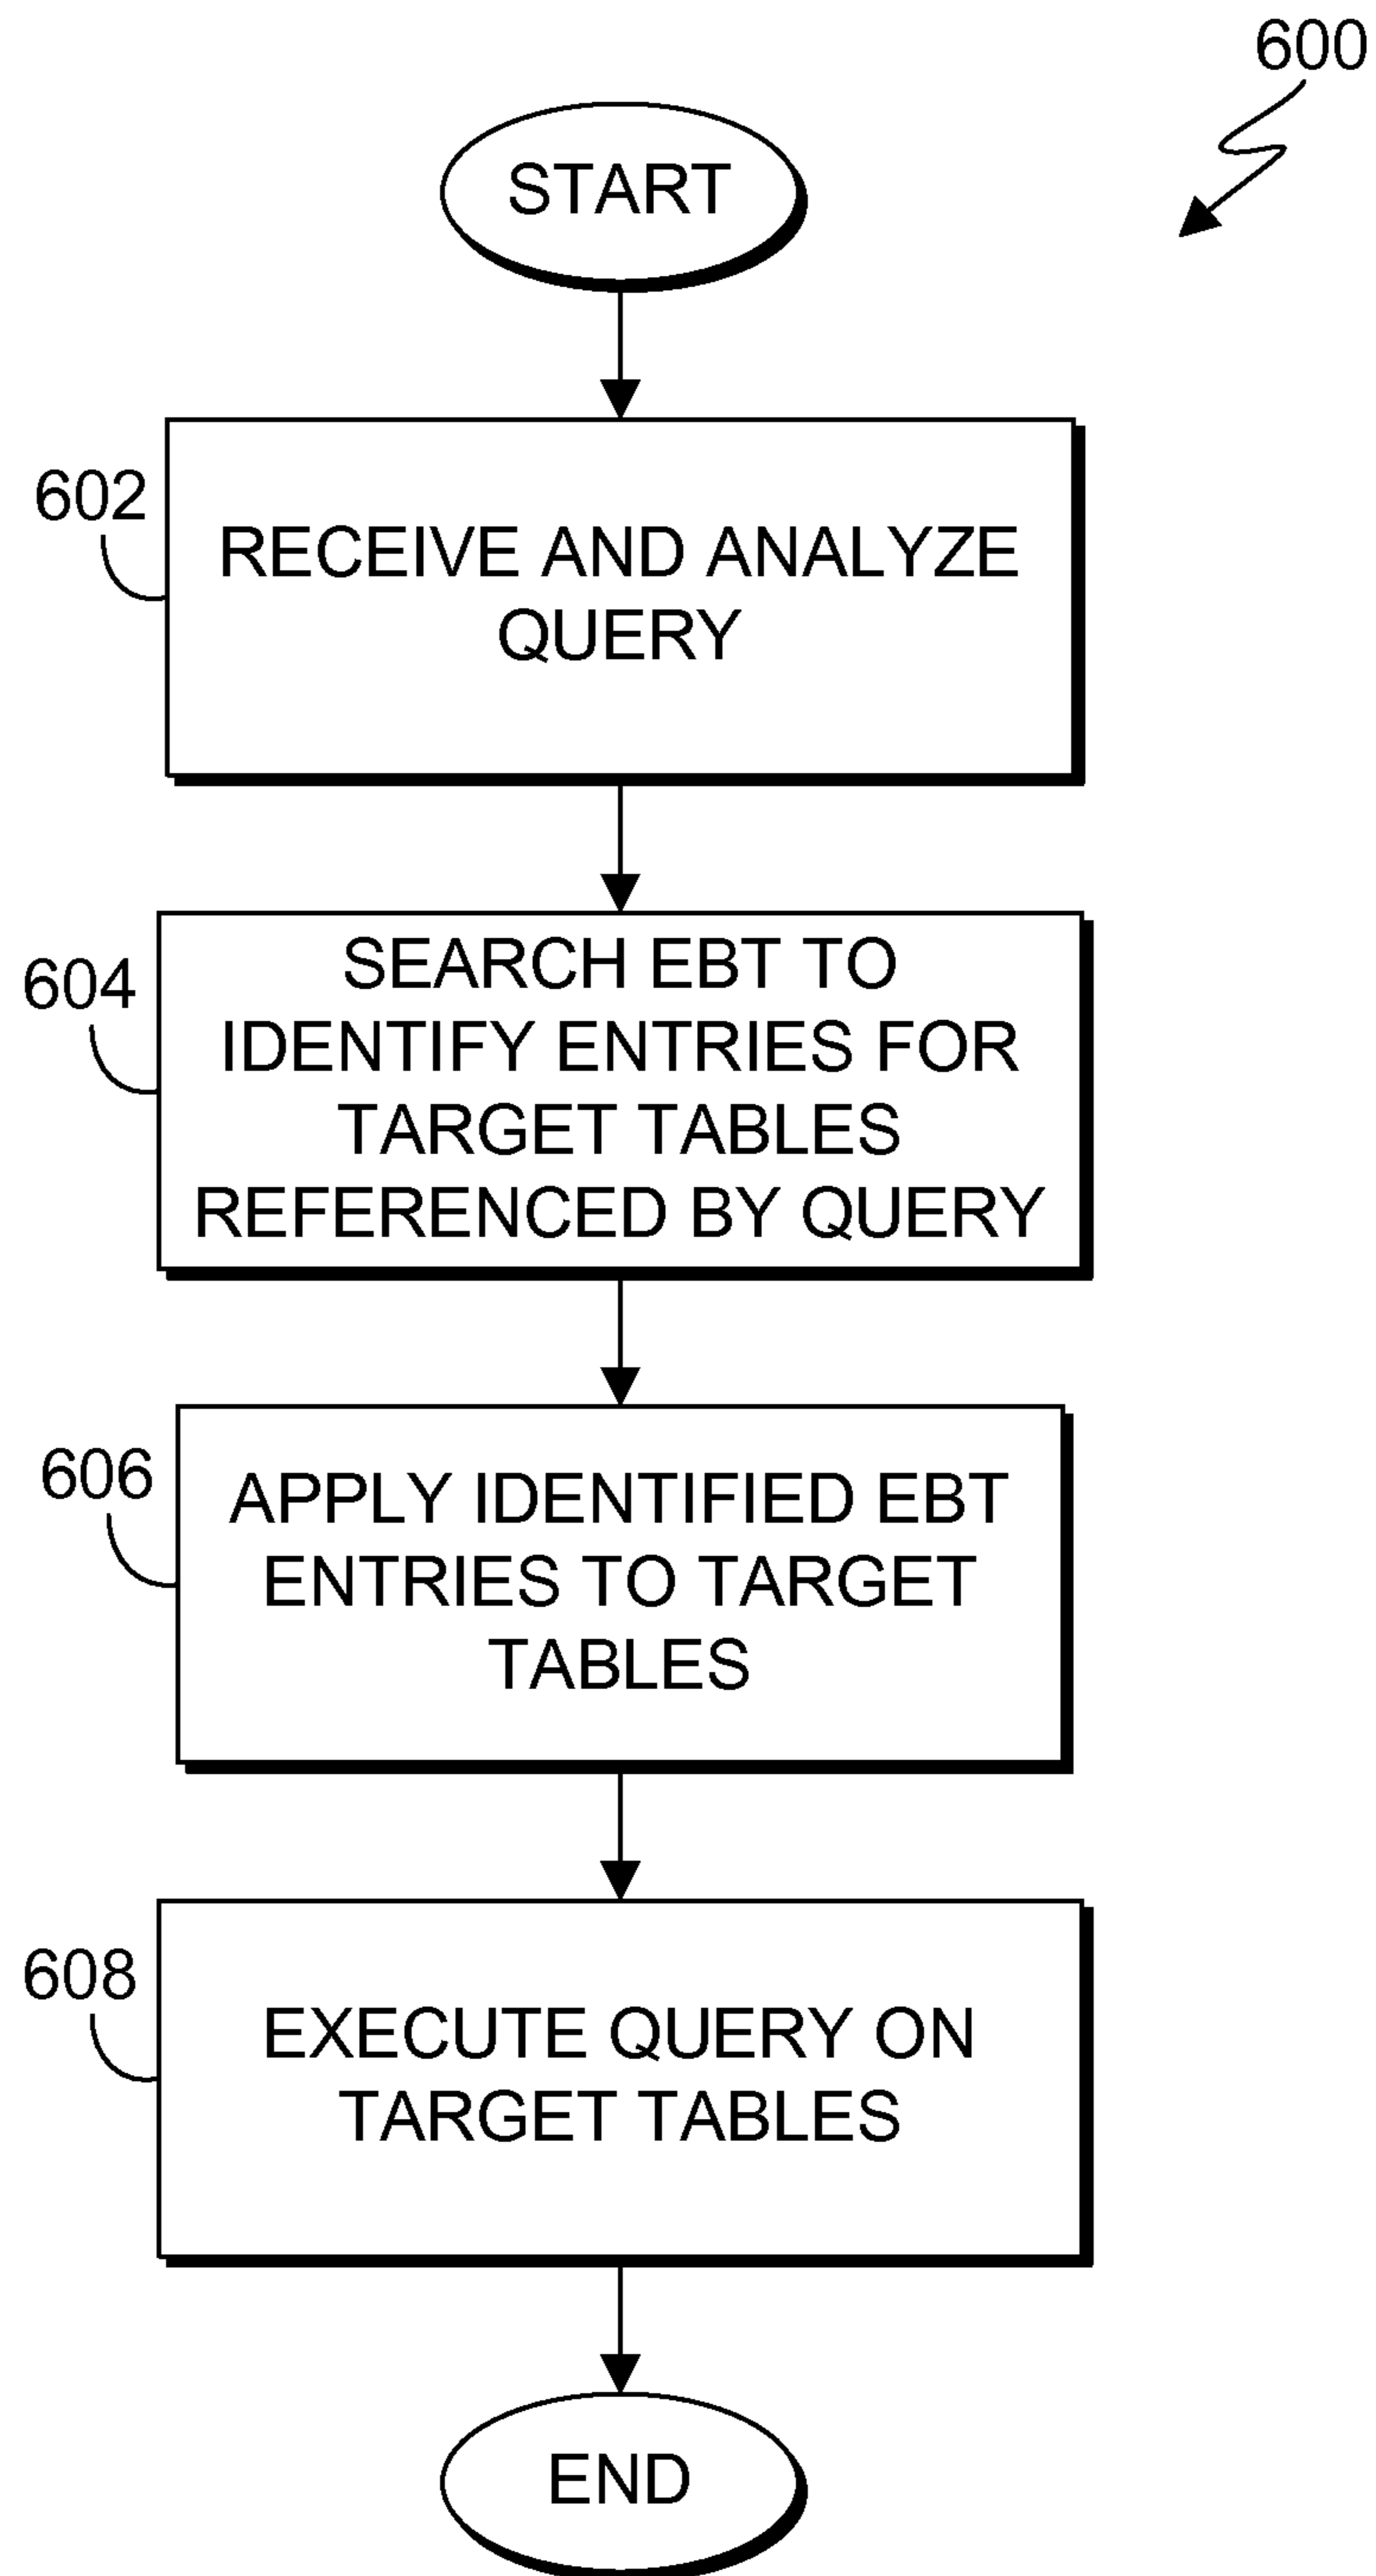 600
START
602
RECEIVE AND ANALYZE
QUERY
604
SEARCH EBT TO
IDENTIFY ENTRIES FOR
TARGET TABLES
REFERENCED BY QUERY
606
APPLY IDENTIFIED EBT
ENTRIES TO TARGET
TABLES
608
EXECUTE QUERY ON
TARGET TABLES
END